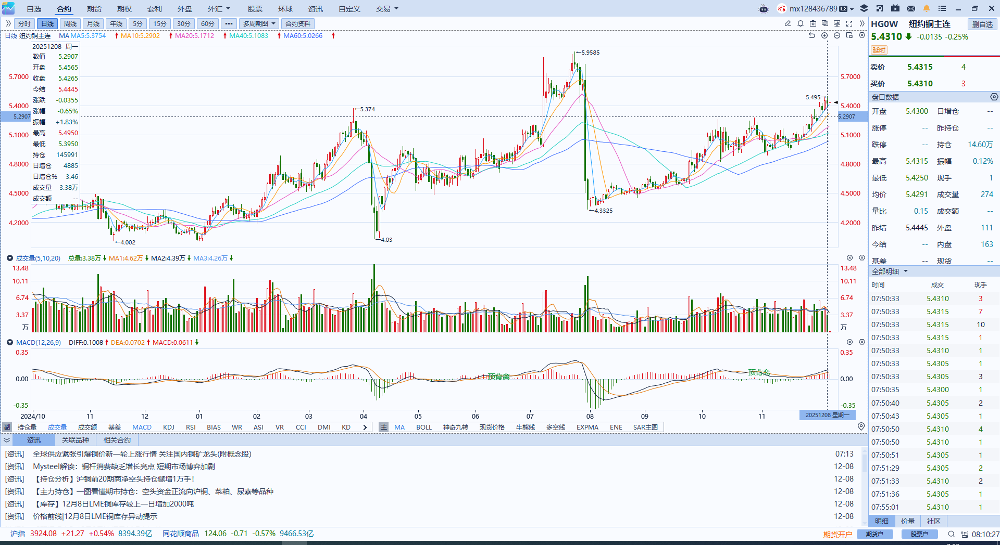 自选 合约 期货 期权 套利 外盘 外汇 股票 环球 资讯 自定义 交易 mx128436789 L2
分时 日线 周线 月线 年线 5分 15分 30分 60分 ••• 多周期图 合约资料
日线 纽约铜主连 MA MA5:5.3754 MA10:5.2902 MA20:5.1712 MA40:5.1083 MA60:5.0266
20251208 周一
数值 5.2907
开盘 5.4565
收盘 5.4265
今结 5.4445
涨跌 -0.0355
涨幅 -0.65%
振幅 +1.83%
最高 5.4950
最低 5.3950
持仓 145991
日增仓 4885
日增仓% 3.46
成交量 3.38万
成交额 --
5.7000
5.4000
5.2907
5.1000
4.8000
4.5000
4.2000
5.9585
5.374
5.495
4.3325
4.03
4.002
5.7000
5.4000
5.2907
5.1000
4.8000
4.5000
4.2000
成交量(5,10,20) 总量:3.38万 MA1:4.62万 MA2:4.39万 MA3:4.26万
13.48
10.11
6.74
3.37
万
13.48
10.11
6.74
3.37
万
MACD(12,26,9) DIFF:0.1008 DEA:0.0702 MACD:0.0611
0.35
0.00
-0.35
顶背离
顶背离
0.35
0.00
-0.35
2024/10 11 12 01 02 03 04 05 06 07 08 09 10 11 20251208 星期一
副 持仓量 成交量 成交额 基差 MACD KDJ RSI BIAS WR ASI VR CCI DMI KD 主 MA BOLL 神奇九转 现货价格 牛熊线 多空线 EXPMA ENE SAR主图
资讯 关联品种 相关合约
[资讯] 全球供应紧张引爆铜价新一轮上涨行情 关注国内铜矿龙头(附概念股) 07:13
[资讯] Mysteel解读：铜杆消费缺乏增长亮点 短期市场博弈加剧 12-08
[资讯] 【持仓分析】沪铜前20期商净空头持仓骤增1万手! 12-08
[资讯] 【主力持仓】一图看懂期市持仓：空头资金正流向沪铜、菜粕、尿素等品种 12-08
[资讯] 【库存】12月8日LME铜库存较上一日增加2000吨 12-08
[资讯] 价格前线|12月8日LME铜库存异动提示 12-08
HG0W 纽约铜主连 删自选
5.4310 -0.0135 -0.25%
延时
卖价 5.4315 4
买价 5.4310 3
盘口数据
开盘 5.4300 日增仓 --
涨停 -- 昨持仓 --
跌停 -- 持仓 14.60万
最高 5.4315 振幅 0.12%
最低 5.4250 现手 1
均价 5.4291 成交量 274
量比 0.15 成交额 --
昨结 5.4445 外盘 111
今结 -- 内盘 163
基差 -- 现货 --
全部明细
时间 成交 现手
07:50:33 5.4310 3
07:50:33 5.4315 7
07:50:33 5.4315 10
07:50:33 5.4315 1
07:50:33 5.4310 1
07:50:33 5.4305 1
07:50:33 5.4305 3
07:50:35 5.4300 1
07:50:40 5.4305 2
07:50:43 5.4305 1
07:50:50 5.4310 4
07:50:50 5.4310 1
07:50:51 5.4305 1
07:51:29 5.4305 2
07:51:33 5.4310 2
07:51:36 5.4305 1
07:55:01 5.4310 1
明细 价量 社区
沪指 3924.08 +21.27 +0.54% 8394.39亿 同花顺商品 124.06 -0.71 -0.57% 9466.53亿 期货开户 期货户 股票户 08:10:27